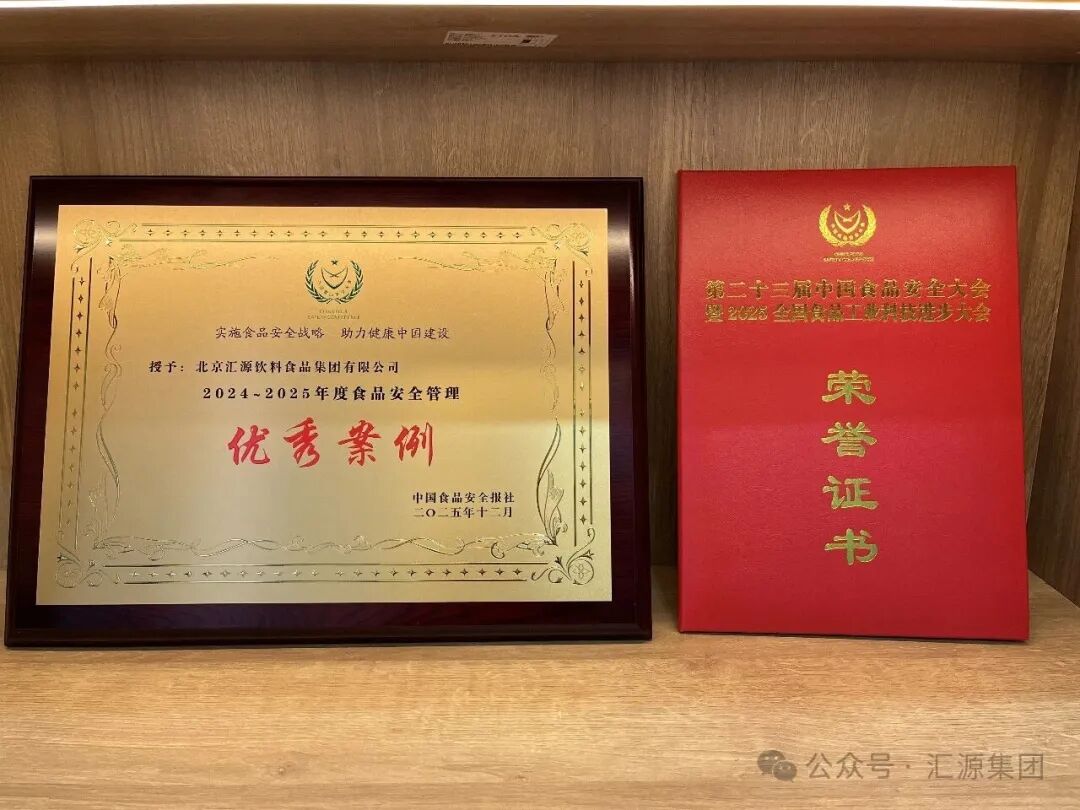 实施食品安全战略 助力健康中国建设
授予：北京汇源饮料食品集团有限公司
2024~2025年度食品安全管理
优秀案例
中国食品安全报社
二〇二五年十二月
第二十三届中国食品安全大会
暨2025全国食品工业科技进步大会
荣
誉
证
书
公众号·汇源集团